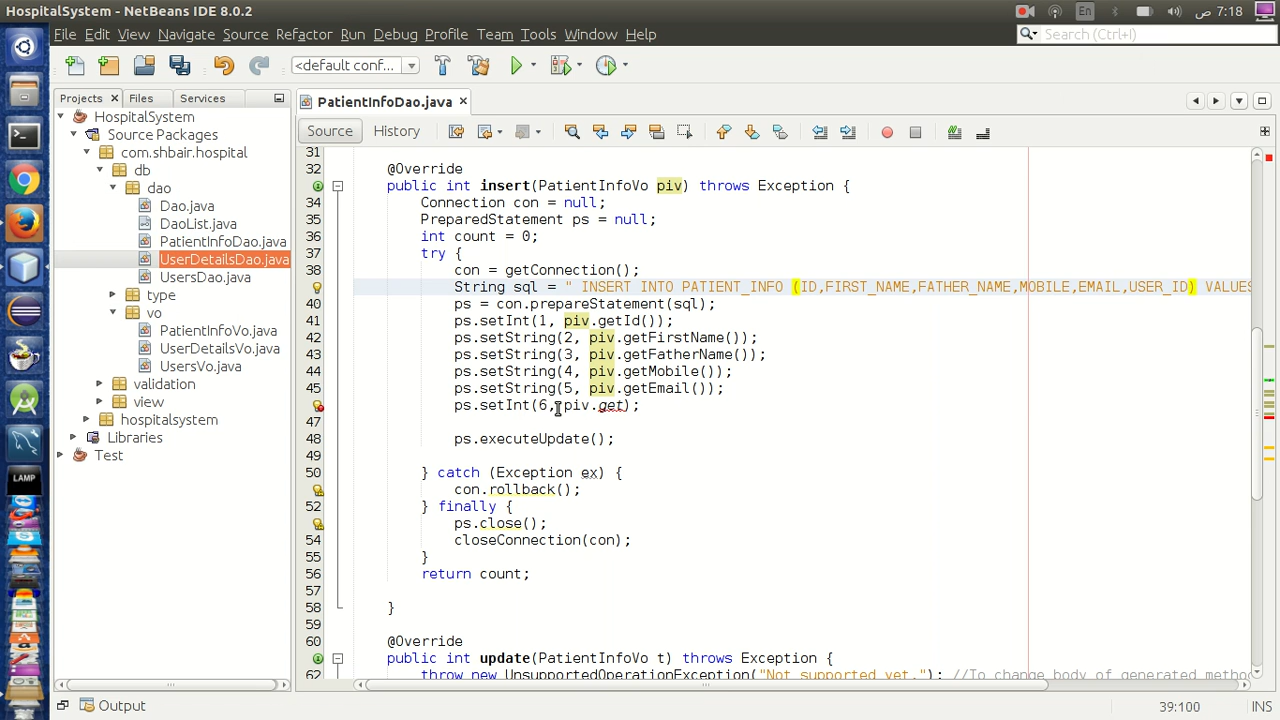 HospitalSystem - NetBeans IDE 8.0.2
En
ص 7:18
File Edit View Navigate Source Refactor Run Debug Profile Team Tools Window Help
Search (Ctrl+I)
<default conf...
Projects Files Services
PatientInfoDao.java
Source History
HospitalSystem
Source Packages
com.shbair.hospital
db
dao
Dao.java
DaoList.java
PatientInfoDao.java
UserDetailsDao.java
UsersDao.java
type
vo
PatientInfoVo.java
UserDetailsVo.java
UsersVo.java
validation
view
hospitalsystem
Libraries
Test
LAMP
31
32 @Override
public int insert(PatientInfoVo piv) throws Exception {
34 Connection con = null;
35 PreparedStatement ps = null;
36 int count = 0;
37 try {
38 con = getConnection();
String sql = " INSERT INTO PATIENT_INFO (ID,FIRST_NAME,FATHER_NAME,MOBILE,EMAIL,USER_ID) VALUES
40 ps = con.prepareStatement(sql);
41 ps.setInt(1, piv.getId());
42 ps.setString(2, piv.getFirstName());
43 ps.setString(3, piv.getFatherName());
44 ps.setString(4, piv.getMobile());
45 ps.setString(5, piv.getEmail());
ps.setInt(6, piv.get);
47
48 ps.executeUpdate();
49
50 } catch (Exception ex) {
con.rollback();
52 } finally {
ps.close();
54 closeConnection(con);
55 }
56 return count;
57
58 }
59
60 @Override
public int update(PatientInfoVo t) throws Exception {
62 throw new UnsupportedOperationException("Not supported yet."); //To change body of generated metho
Output
39:100 INS